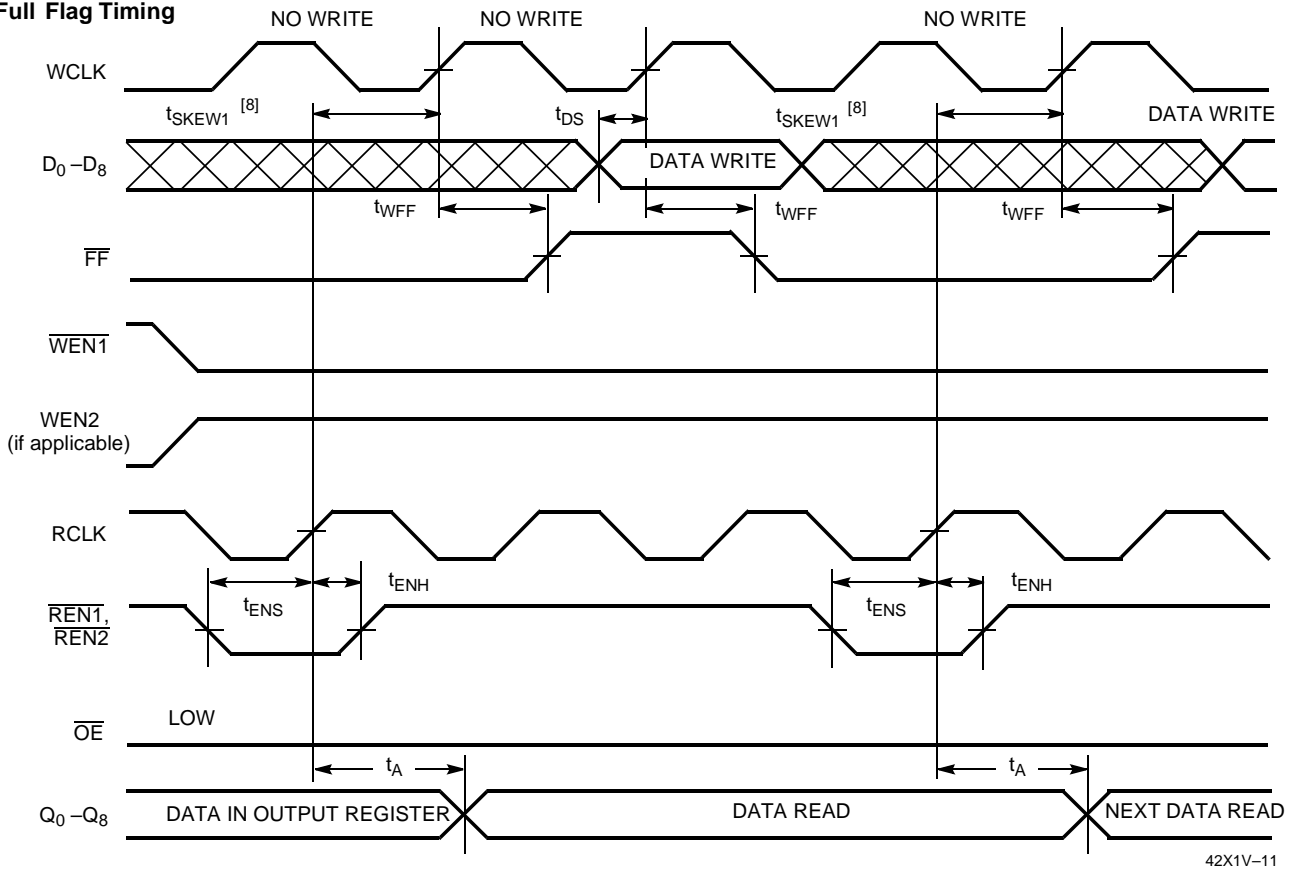 Full Flag Timing
NO WRITE
NO WRITE
NO WRITE
WCLK
tSKEW1 [8]
tDS
tSKEW1 [8]
DATA WRITE
D0 –D8
DATA WRITE
tWFF
tWFF
tWFF
FF
WEN1
WEN2
(if applicable)
RCLK
tENS
tENH
tENS
tENH
REN1,
REN2
LOW
OE
tA
tA
Q0 –Q8
DATA IN OUTPUT REGISTER
DATA READ
NEXT DATA READ
42X1V–11